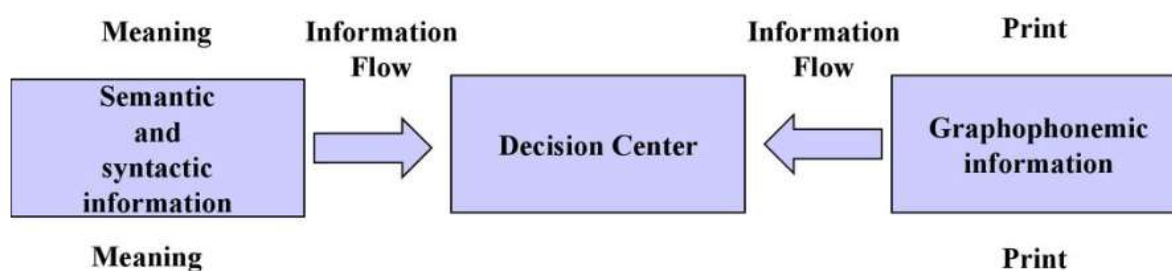 Meaning
Information
Flow
Information
Flow
Print
Semantic
and
syntactic
information
Decision Center
Graphophonemic
information
Meaning
Print